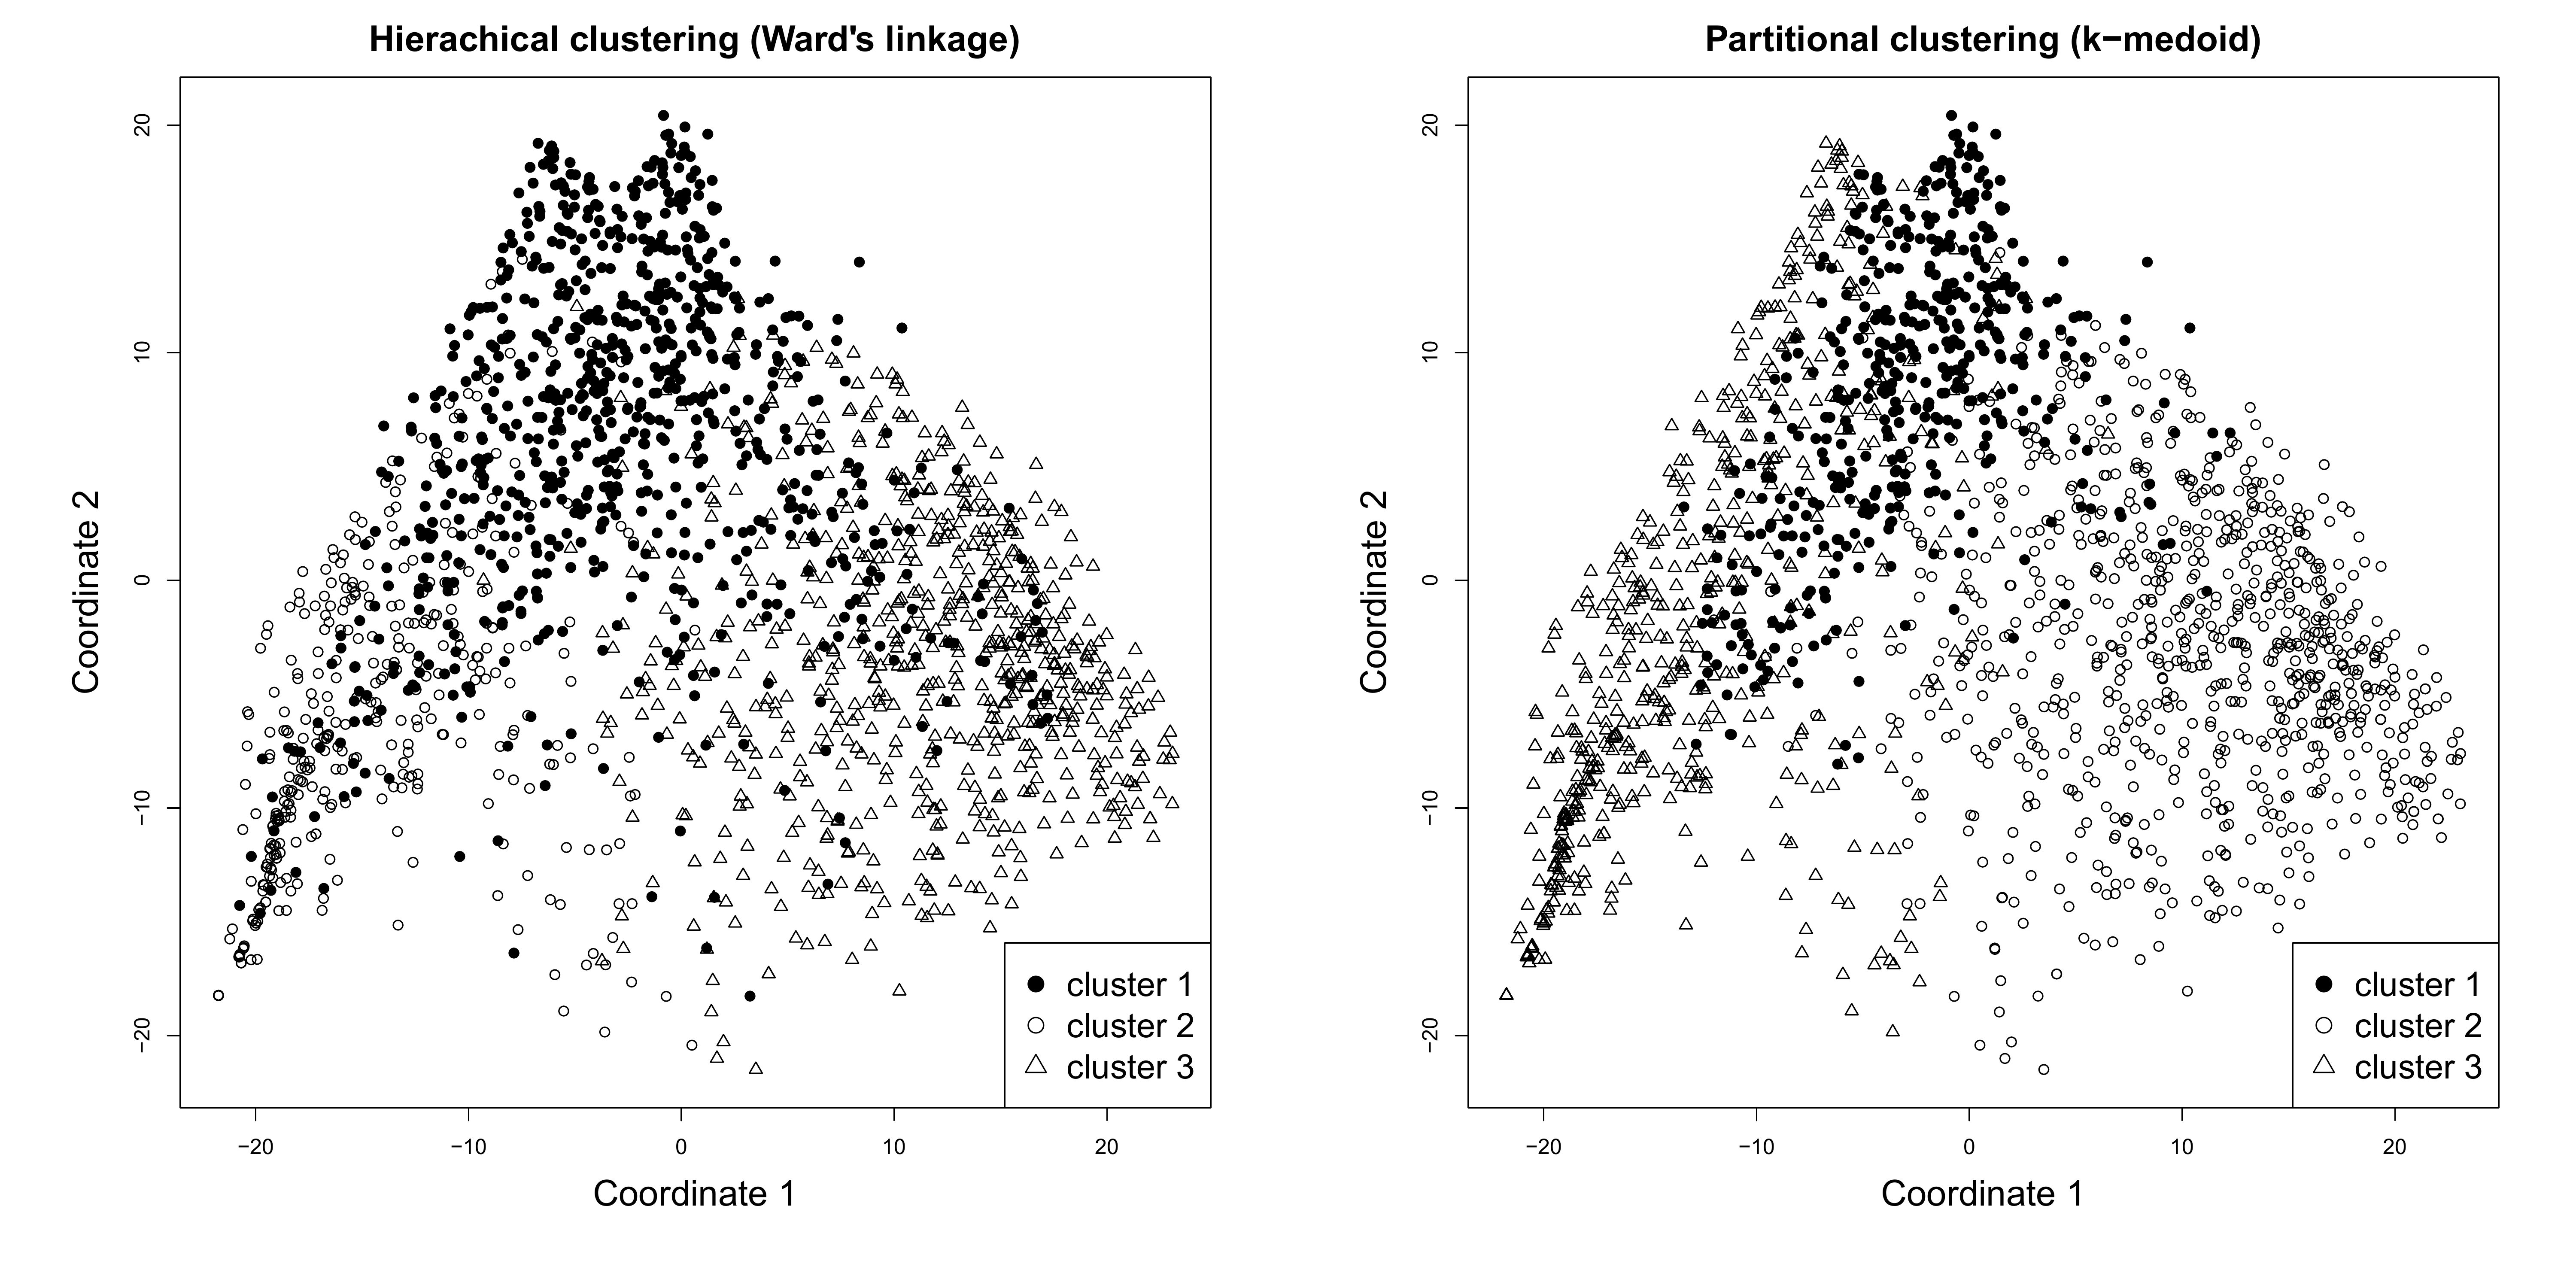 Hierachical clustering (Ward's linkage)
20
10
0
−10
−20
Coordinate 2
−20 −10 0 10 20
Coordinate 1
cluster 1
cluster 2
cluster 3
Partitional clustering (k−medoid)
20
10
0
−10
−20
Coordinate 2
−20 −10 0 10 20
Coordinate 1
cluster 1
cluster 2
cluster 3